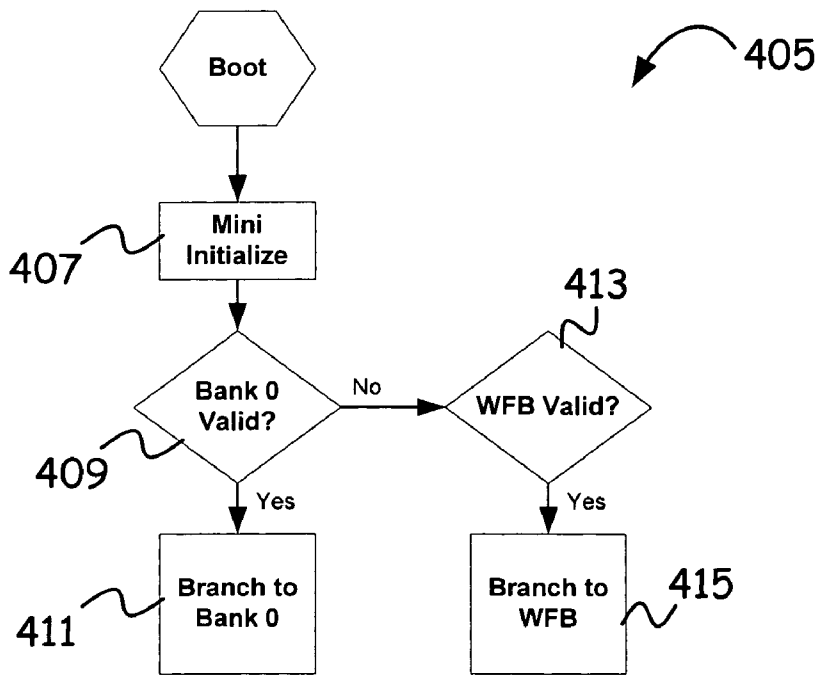 Boot
405
Mini
Initialize
407
413
Bank 0
Valid?
No
WFB Valid?
409
Yes
Yes
Branch to
Bank 0
Branch to
WFB
411
415